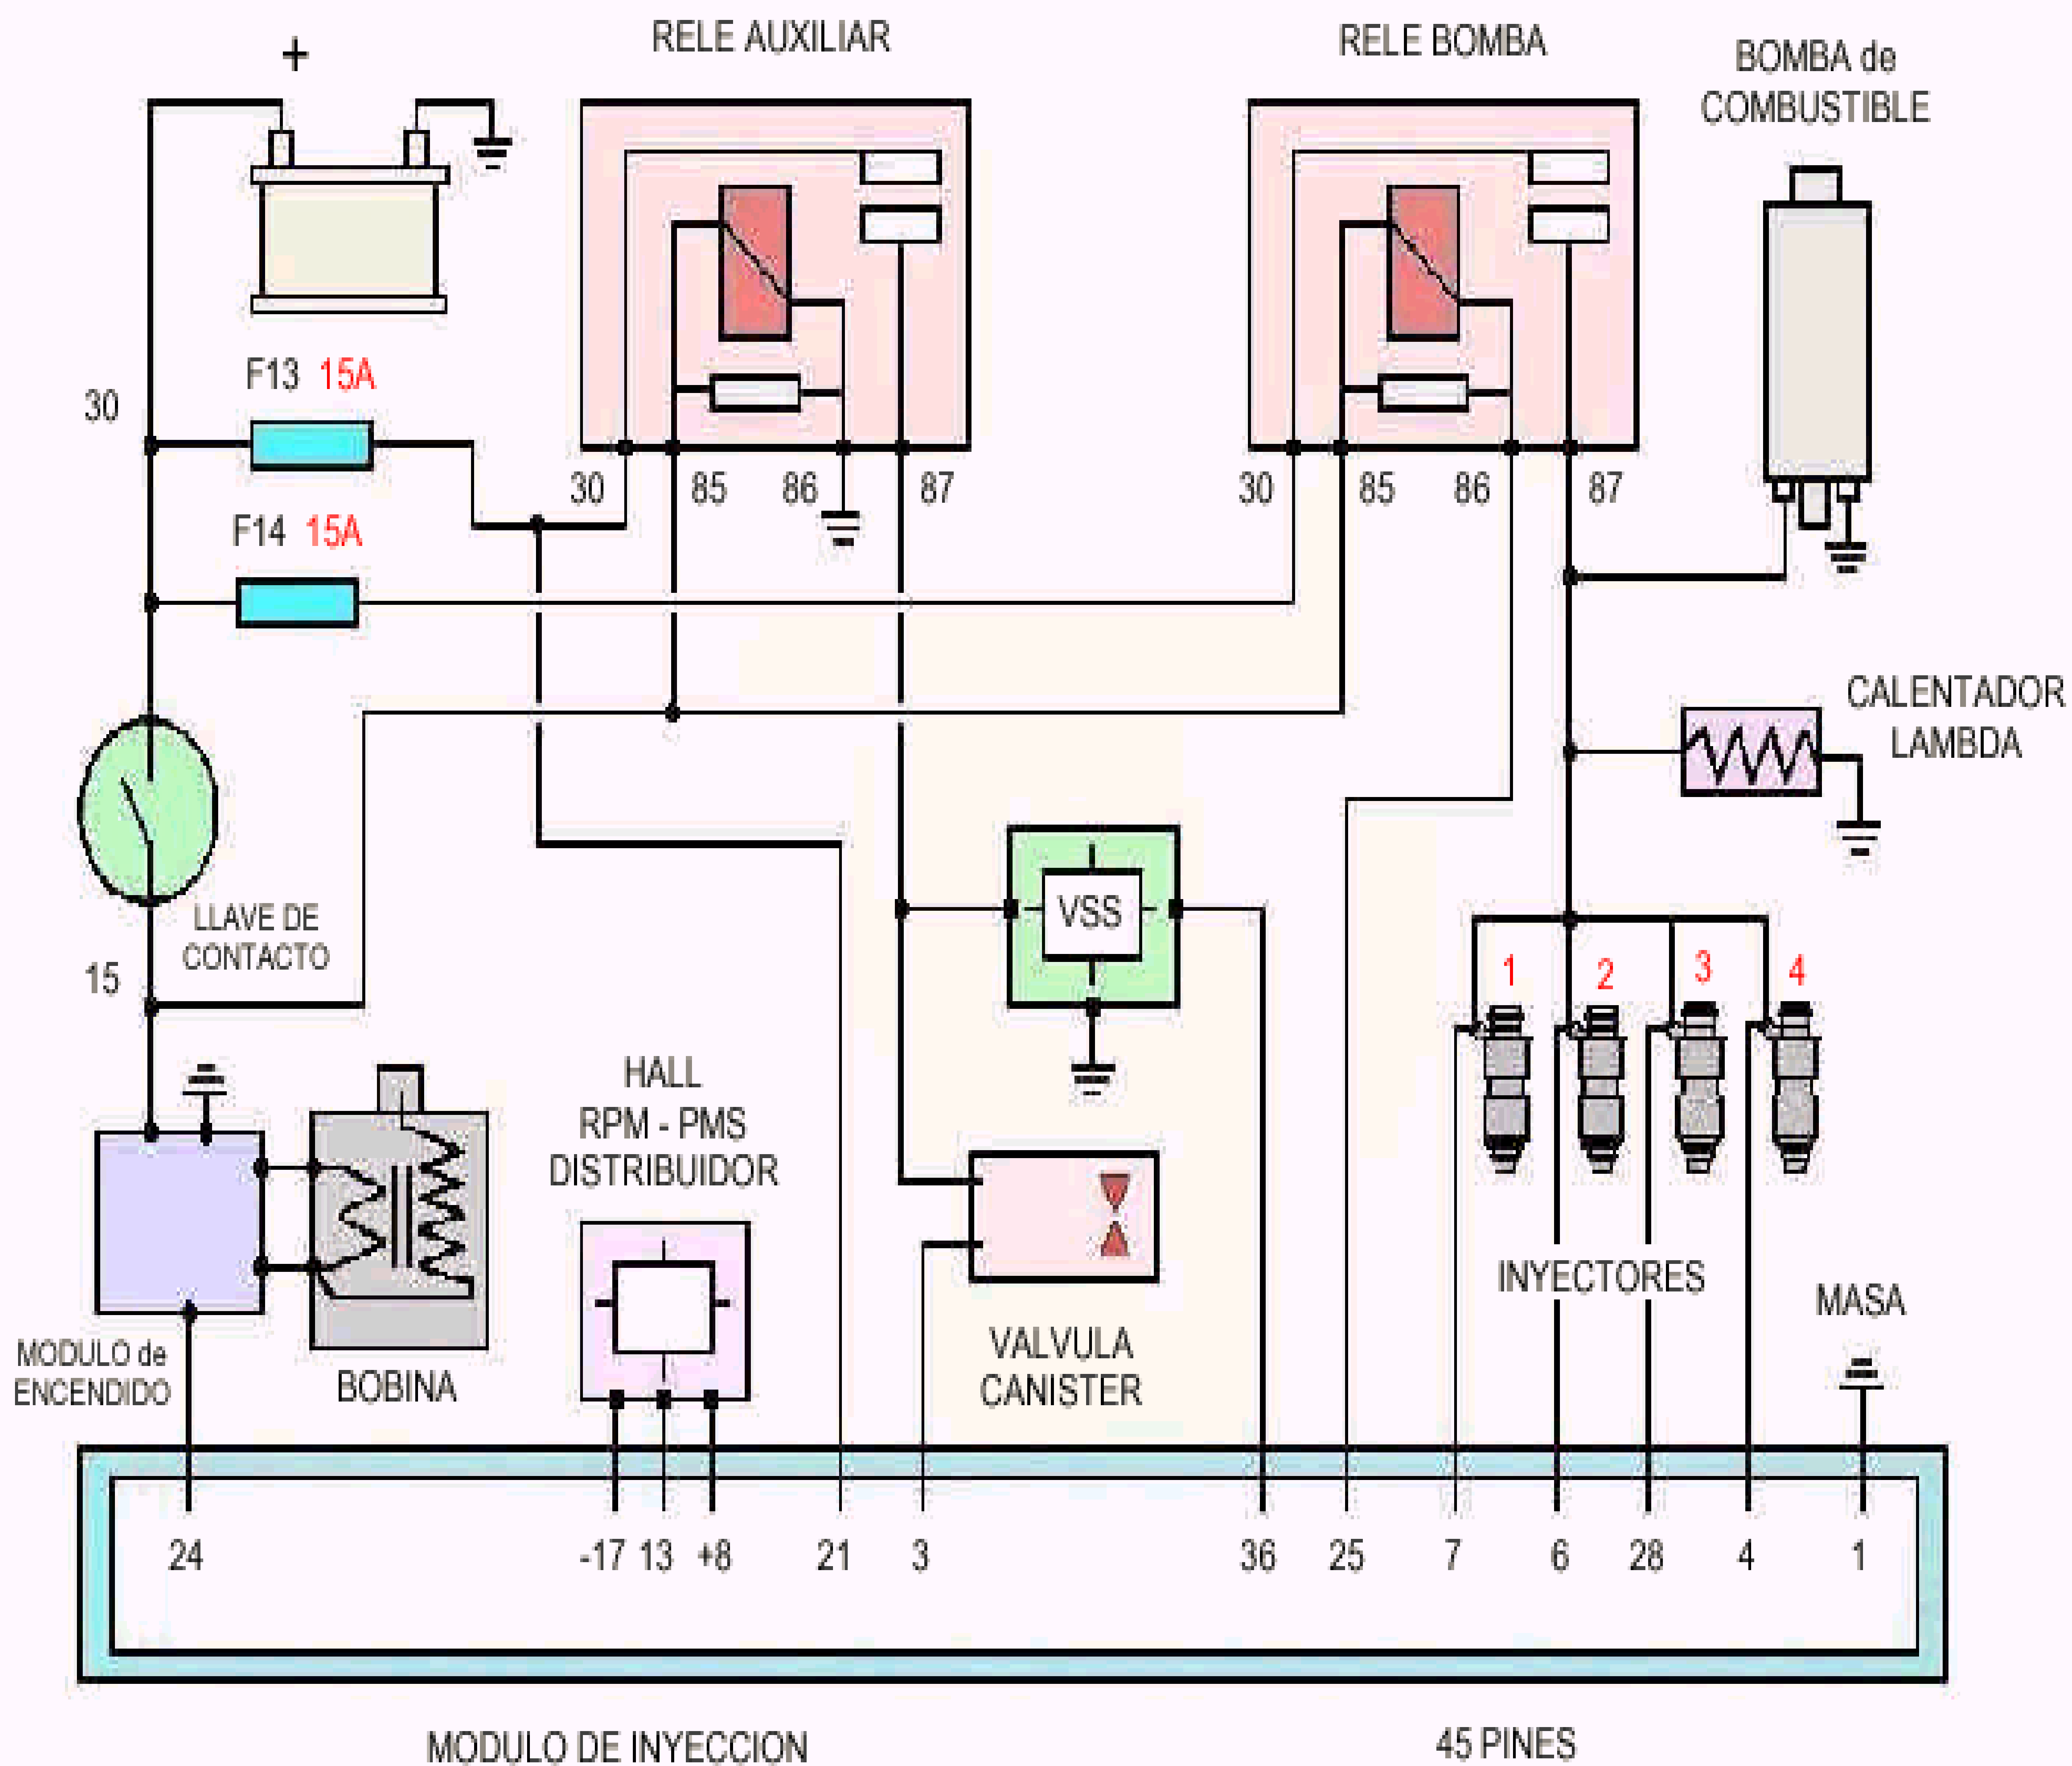 RELE AUXILIAR
RELE BOMBA
BOMBA de
COMBUSTIBLE
+
F13 15A
30
30
85
86
87
30
85
86
87
F14 15A
CALENTADOR
LAMBDA
LLAVE DE
CONTACTO
15
VSS
1
2
3
4
HALL
RPM - PMS
DISTRIBUIDOR
INYECTORES
MASA
MODULO de
ENCENDIDO
BOBINA
VALVULA
CANISTER
24
-17
13
+8
21
3
36
25
7
6
28
4
1
MODULO DE INYECCION
45 PINES